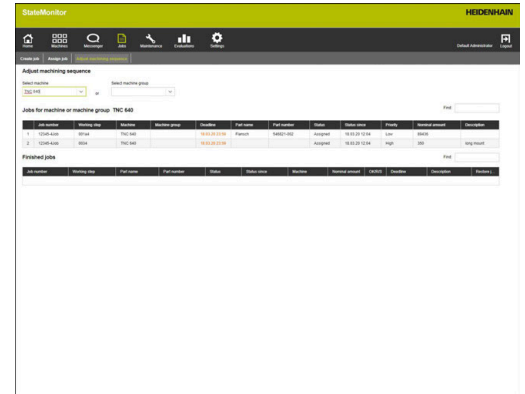 StateMonitor HEIDENHAIN
Home Machines Messenger Jobs Maintenance Evaluations Settings Default Administrator Logout
Create job Assign job Adjust machining sequence
Adjust machining sequence
Select machine Select machine group
TNC 640 or
Jobs for machine or machine group TNC 640 Find:
Job number Working step Machine Machine group Deadline Part name Part number Status Status since Priority Nominal amount Description
1 12345-4Job TNC 640 Flansch Assigned Low
2 12345-4Job TNC 640 Assigned High long mount
Finished jobs Find:
Job number Working step Part name Part number Status Status since Machine Nominal amount Deadline Description